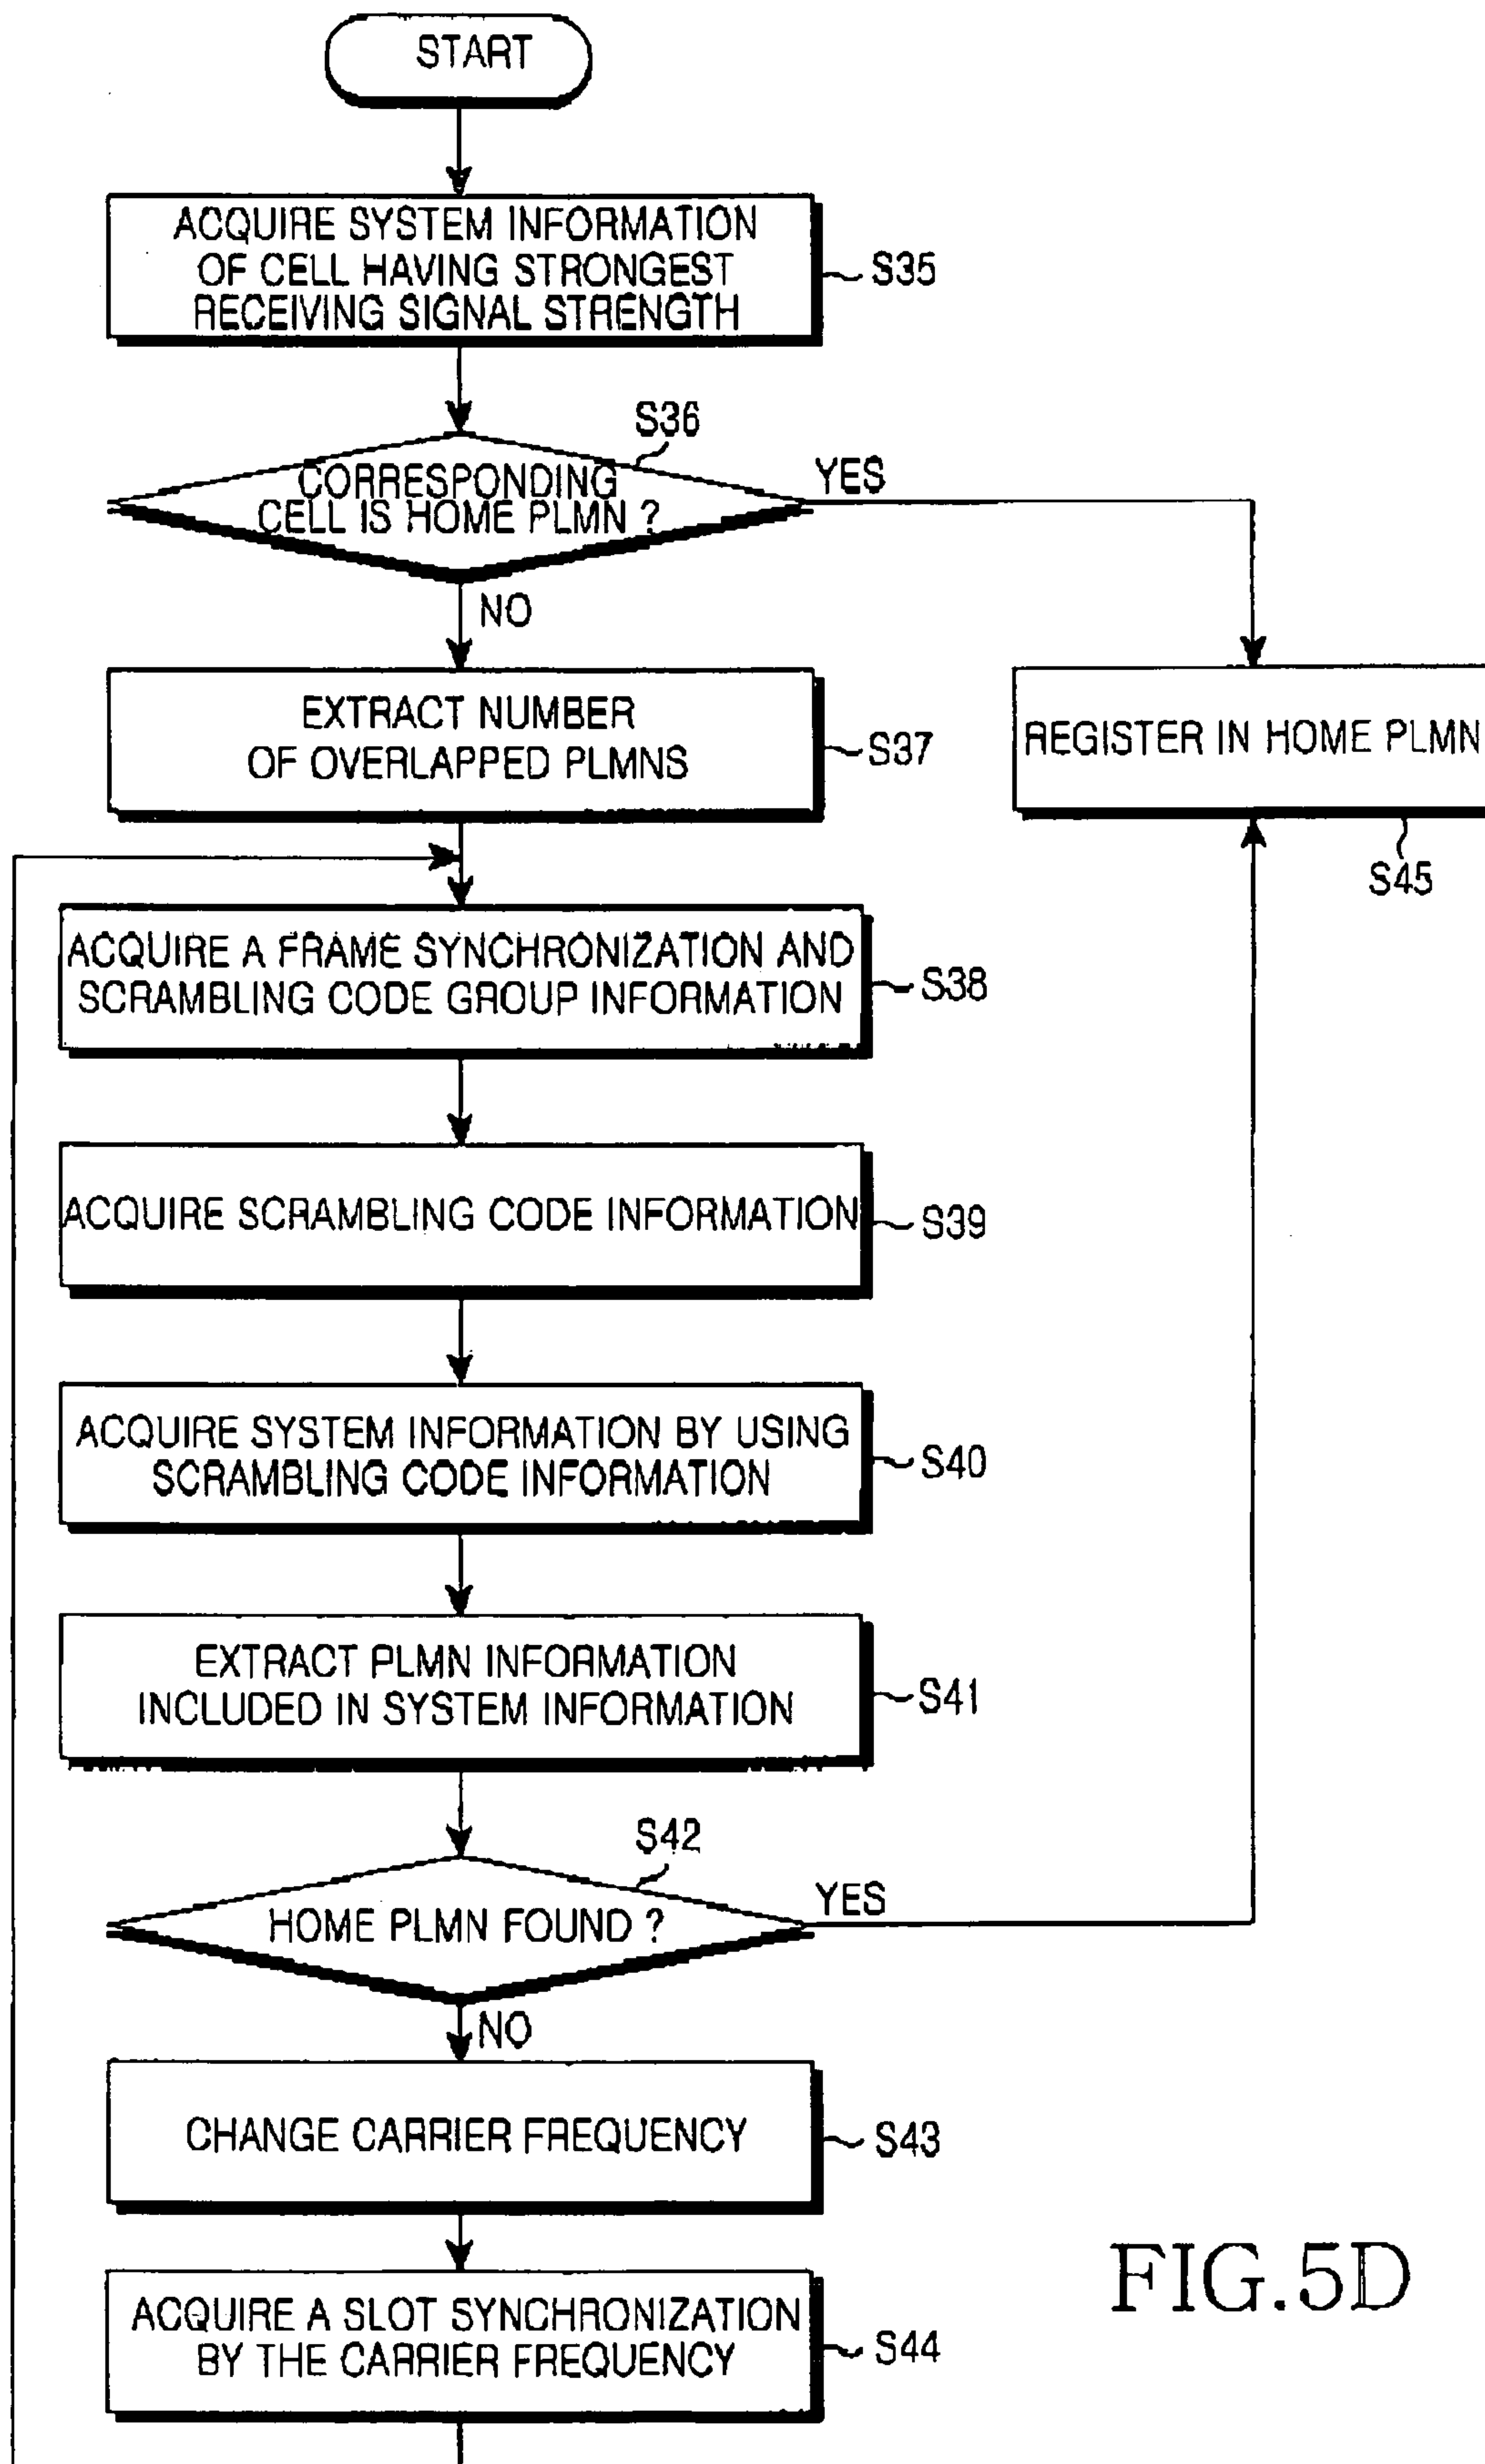 START
ACQUIRE SYSTEM INFORMATION
OF CELL HAVING STRONGEST
RECEIVING SIGNAL STRENGTH
S35
S36
CORRESPONDING
CELL IS HOME PLMN ?
YES
NO
EXTRACT NUMBER
OF OVERLAPPED PLMNS
S37
REGISTER IN HOME PLMN
S45
ACQUIRE A FRAME SYNCHRONIZATION AND
SCRAMBLING CODE GROUP INFORMATION
S38
ACQUIRE SCRAMBLING CODE INFORMATION
S39
ACQUIRE SYSTEM INFORMATION BY USING
SCRAMBLING CODE INFORMATION
S40
EXTRACT PLMN INFORMATION
INCLUDED IN SYSTEM INFORMATION
S41
S42
HOME PLMN FOUND ?
YES
NO
CHANGE CARRIER FREQUENCY
S43
ACQUIRE A SLOT SYNCHRONIZATION
BY THE CARRIER FREQUENCY
S44
FIG.5D